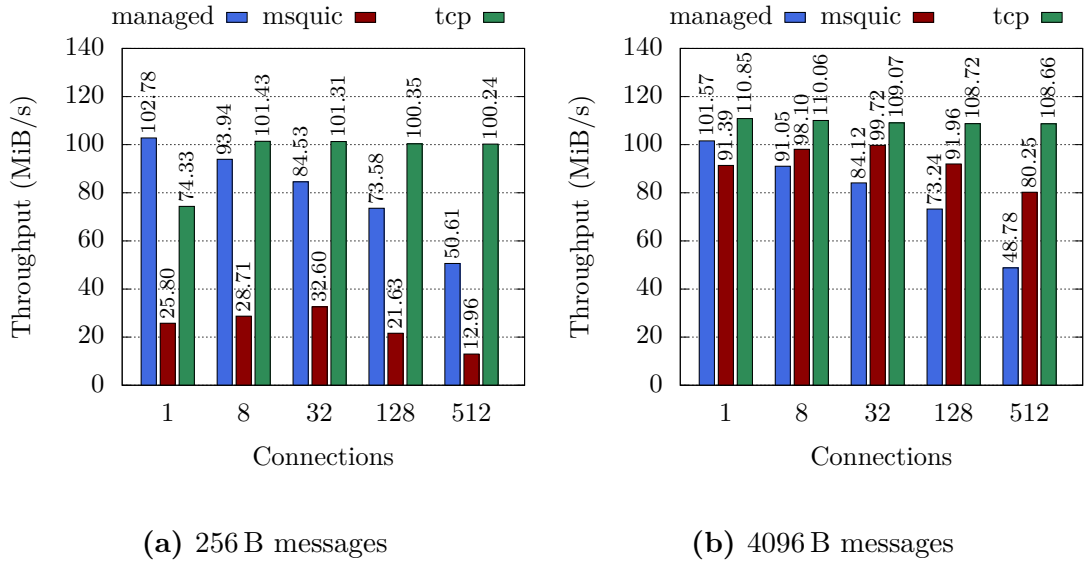 managed msquic tcp
140
120
100
80
60
40
20
0
Throughput (MiB/s)
102.78 25.80 74.33
93.94 28.71 101.43
84.53 32.60 101.31
73.58 21.63 100.35
50.61 12.96 100.24
1 8 32 128 512
Connections
(a) 256 B messages
managed msquic tcp
140
120
100
80
60
40
20
0
Throughput (MiB/s)
101.57 91.39 110.85
91.05 98.10 110.06
84.12 99.72 109.07
73.24 91.96 108.72
48.78 80.25 108.66
1 8 32 128 512
Connections
(b) 4096 B messages